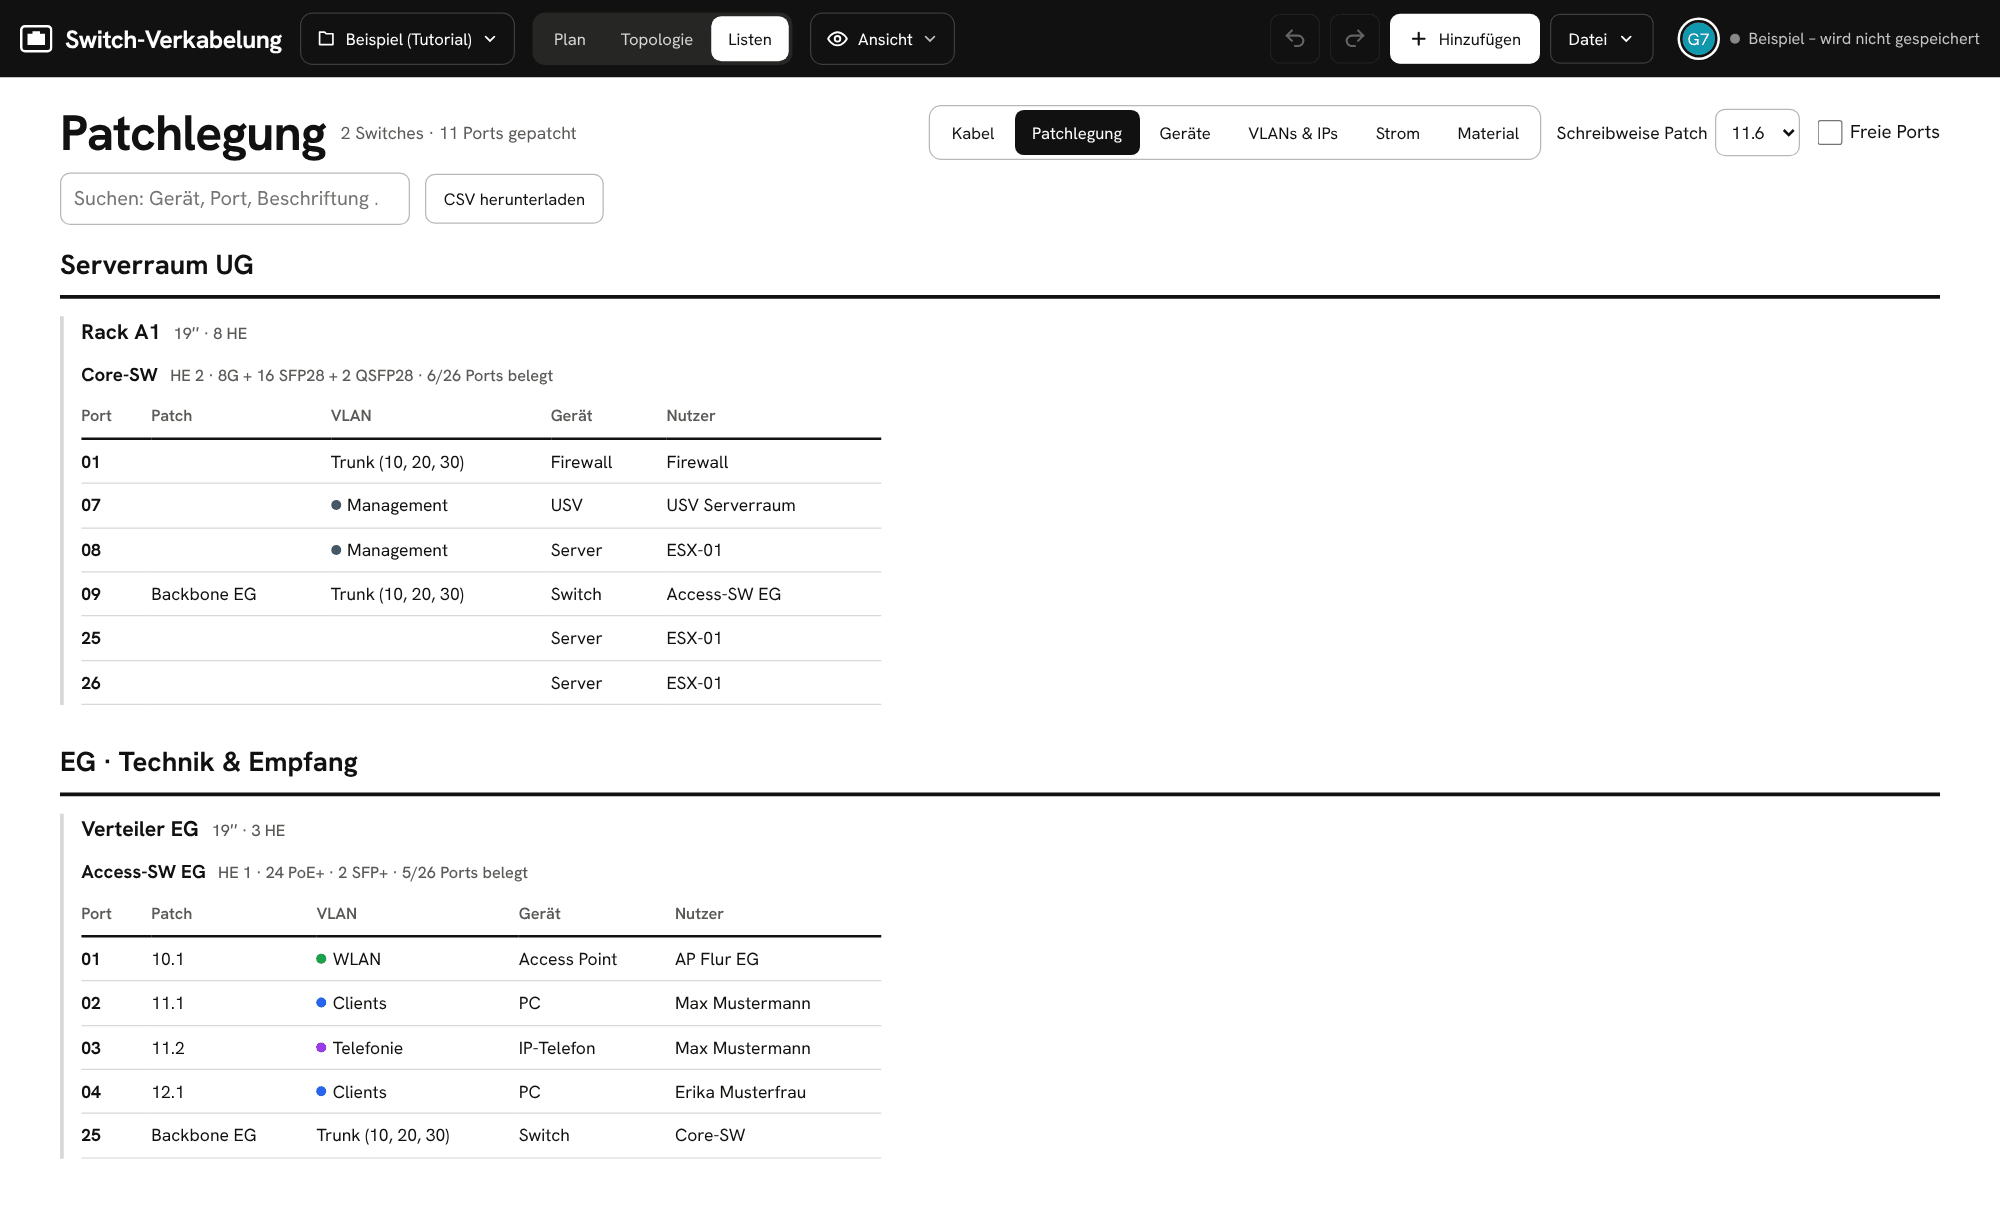 Switch-Verkabelung Beispiel (Tutorial) Plan Topologie Listen Ansicht Hinzufügen Datei G7 Beispiel – wird nicht gespeichert
Patchlegung 2 Switches · 11 Ports gepatcht Kabel Patchlegung Geräte VLANs & IPs Strom Material Schreibweise Patch 11.6 Freie Ports
Suchen: Gerät, Port, Beschriftung . CSV herunterladen
Serverraum UG
Rack A1 19″ · 8 HE
Core-SW HE 2 · 8G + 16 SFP28 + 2 QSFP28 · 6/26 Ports belegt
Port Patch VLAN Gerät Nutzer
01 Trunk (10, 20, 30) Firewall Firewall
07 Management USV USV Serverraum
08 Management Server ESX-01
09 Backbone EG Trunk (10, 20, 30) Switch Access-SW EG
25 Server ESX-01
26 Server ESX-01
EG · Technik & Empfang
Verteiler EG 19″ · 3 HE
Access-SW EG HE 1 · 24 PoE+ · 2 SFP+ · 5/26 Ports belegt
Port Patch VLAN Gerät Nutzer
01 10.1 WLAN Access Point AP Flur EG
02 11.1 Clients PC Max Mustermann
03 11.2 Telefonie IP-Telefon Max Mustermann
04 12.1 Clients PC Erika Musterfrau
25 Backbone EG Trunk (10, 20, 30) Switch Core-SW